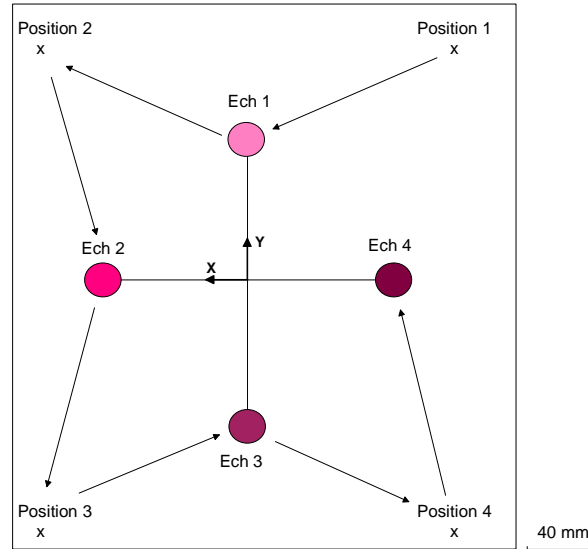 Position 2
x
Position 1
x
Ech 1
Ech 2
Ech 4
Y
X
Ech 3
Position 3
x
Position 4
x
40 mm